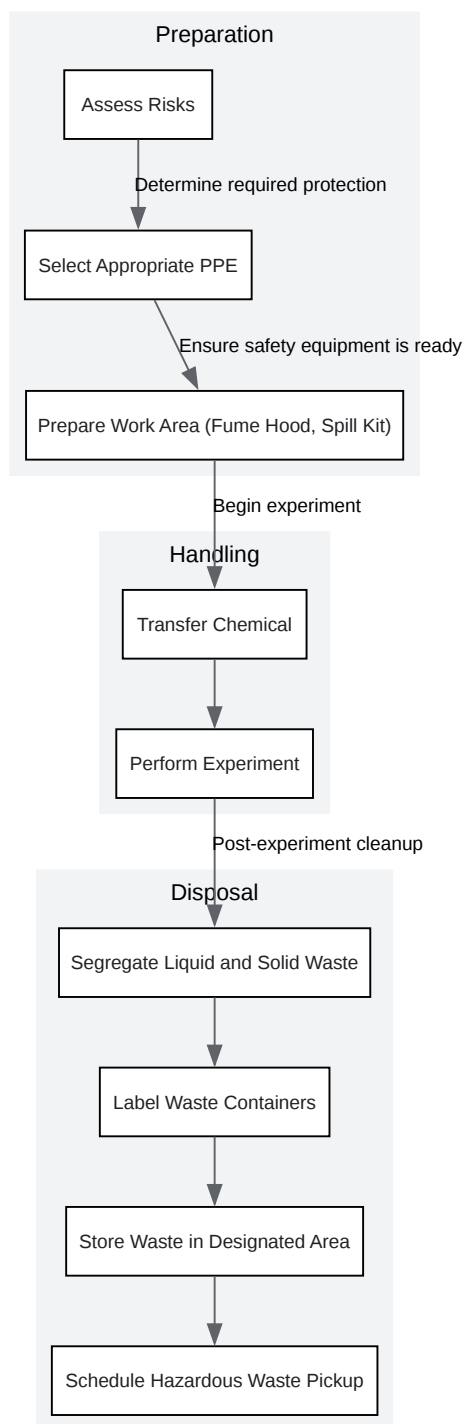 Preparation
Assess Risks
Determine required protection
Select Appropriate PPE
Ensure safety equipment is ready
Prepare Work Area (Fume Hood, Spill Kit)
Begin experiment
Handling
Transfer Chemical
Perform Experiment
Post-experiment cleanup
Disposal
Segregate Liquid and Solid Waste
Label Waste Containers
Store Waste in Designated Area
Schedule Hazardous Waste Pickup